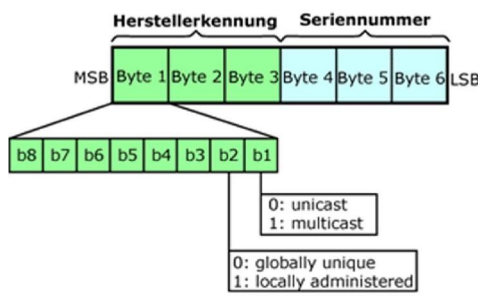 Herstellerkennung Seriennummer
MSB Byte 1 Byte 2 Byte 3 Byte 4 Byte 5 Byte 6 LSB
b8 b7 b6 b5 b4 b3 b2 b1
0: unicast
1: multicast
0: globally unique
1: locally administered